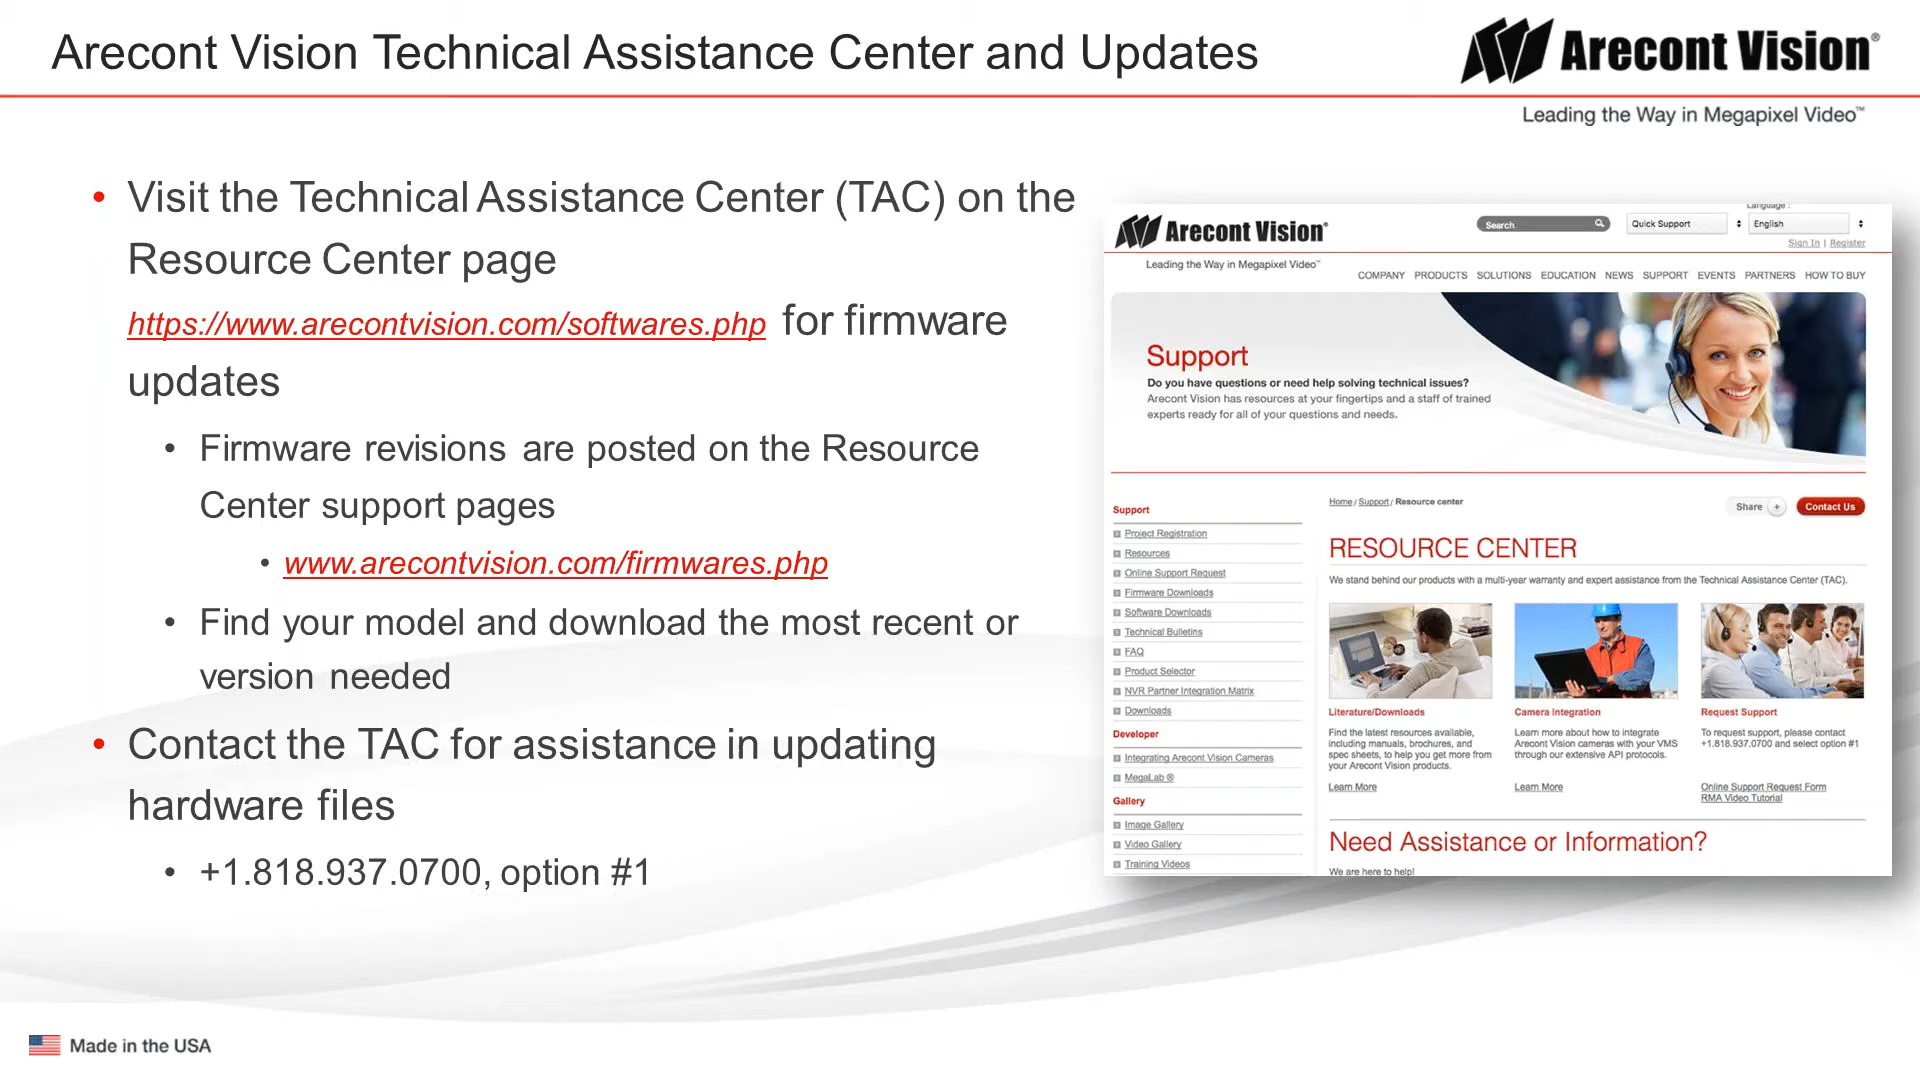 Arecont Vision Technical Assistance Center and Updates
Arecont Vision®
Leading the Way in Megapixel Video™
• Visit the Technical Assistance Center (TAC) on the
Resource Center page
https://www.arecontvision.com/softwares.php for firmware
updates
• Firmware revisions are posted on the Resource
Center support pages
• www.arecontvision.com/firmwares.php
• Find your model and download the most recent or
version needed
• Contact the TAC for assistance in updating
hardware files
• +1.818.937.0700, option #1
Arecont Vision®
Leading the Way in Megapixel Video™
Search
Quick Support
Language :
English
Sign In | Register
COMPANY PRODUCTS SOLUTIONS EDUCATION NEWS SUPPORT EVENTS PARTNERS HOW TO BUY
Support
Do you have questions or need help solving technical issues?
Arecont Vision has resources at your fingertips and a staff of trained
experts ready for all of your questions and needs.
Support
Project Registration
Resources
Online Support Request
Firmware Downloads
Software Downloads
Technical Bulletins
FAQ
Product Selector
NVR Partner Integration Matrix
Downloads
Developer
Integrating Arecont Vision Cameras
MegaLab ®
Gallery
Image Gallery
Video Gallery
Training Videos
Home / Support / Resource center
Share +
Contact Us
RESOURCE CENTER
We stand behind our products with a multi-year warranty and expert assistance from the Technical Assistance Center (TAC).
Literature/Downloads
Find the latest resources available,
including manuals, brochures, and
spec sheets, to help you get more from
your Arecont Vision products.
Learn More
Camera Integration
Learn more about how to integrate
Arecont Vision cameras with your VMS
through our extensive API protocols.
Learn More
Request Support
To request support, please contact
+1.818.937.0700 and select option #1
Online Support Request Form
RMA Video Tutorial
Need Assistance or Information?
We are here to help!
Made in the USA